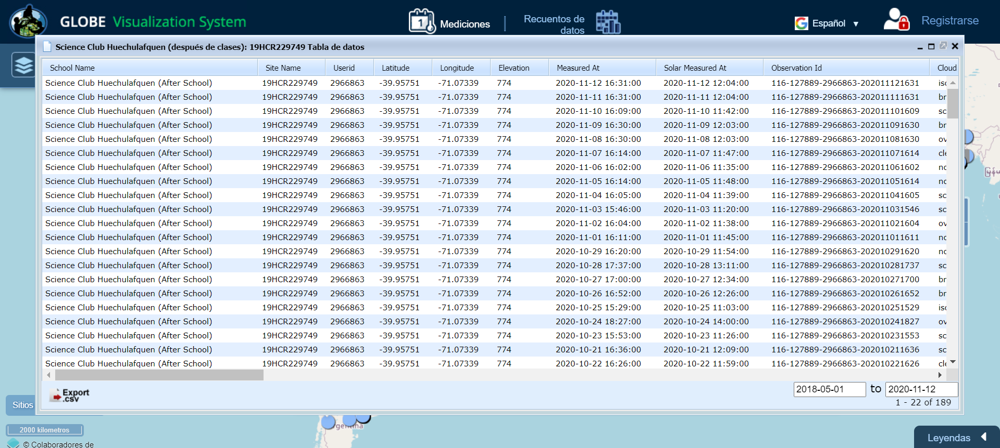 GLOBE Visualization System
1
Mediciones
Recuentos de
datos
Español ▼
Registrarse
Science Club Huechulafquen (después de clases): 19HCR229749 Tabla de datos
School Name Site Name Userid Latitude Longitude Elevation Measured At Solar Measured At Observation Id Cloud
Science Club Huechulafquen (After School) 19HCR229749 2966863 -39.95751 -71.07339 774 2020-11-12 16:31:00 2020-11-12 12:04:00 116-127889-2966863-202011121631 isc
Science Club Huechulafquen (After School) 19HCR229749 2966863 -39.95751 -71.07339 774 2020-11-11 16:31:00 2020-11-11 12:04:00 116-127889-2966863-202011111631 br
Science Club Huechulafquen (After School) 19HCR229749 2966863 -39.95751 -71.07339 774 2020-11-10 16:09:00 2020-11-10 11:42:00 116-127889-2966863-202011101609 sc
Science Club Huechulafquen (After School) 19HCR229749 2966863 -39.95751 -71.07339 774 2020-11-09 16:30:00 2020-11-09 12:03:00 116-127889-2966863-202011091630 br
Science Club Huechulafquen (After School) 19HCR229749 2966863 -39.95751 -71.07339 774 2020-11-08 16:30:00 2020-11-08 12:03:00 116-127889-2966863-202011081630 ov
Science Club Huechulafquen (After School) 19HCR229749 2966863 -39.95751 -71.07339 774 2020-11-07 16:14:00 2020-11-07 11:47:00 116-127889-2966863-202011071614 cle
Science Club Huechulafquen (After School) 19HCR229749 2966863 -39.95751 -71.07339 774 2020-11-06 16:02:00 2020-11-06 11:35:00 116-127889-2966863-202011061602 no
Science Club Huechulafquen (After School) 19HCR229749 2966863 -39.95751 -71.07339 774 2020-11-05 16:14:00 2020-11-05 11:48:00 116-127889-2966863-202011051614 no
Science Club Huechulafquen (After School) 19HCR229749 2966863 -39.95751 -71.07339 774 2020-11-04 16:05:00 2020-11-04 11:39:00 116-127889-2966863-202011041605 sc
Science Club Huechulafquen (After School) 19HCR229749 2966863 -39.95751 -71.07339 774 2020-11-03 15:46:00 2020-11-03 11:20:00 116-127889-2966863-202011031546 sc
Science Club Huechulafquen (After School) 19HCR229749 2966863 -39.95751 -71.07339 774 2020-11-02 16:04:00 2020-11-02 11:38:00 116-127889-2966863-202011021604 ov
Science Club Huechulafquen (After School) 19HCR229749 2966863 -39.95751 -71.07339 774 2020-11-01 16:11:00 2020-11-01 11:45:00 116-127889-2966863-202011011611 no
Science Club Huechulafquen (After School) 19HCR229749 2966863 -39.95751 -71.07339 774 2020-10-29 16:20:00 2020-10-29 11:54:00 116-127889-2966863-202010291620 no
Science Club Huechulafquen (After School) 19HCR229749 2966863 -39.95751 -71.07339 774 2020-10-28 17:37:00 2020-10-28 13:11:00 116-127889-2966863-202010281737 sc
Science Club Huechulafquen (After School) 19HCR229749 2966863 -39.95751 -71.07339 774 2020-10-27 17:00:00 2020-10-27 12:34:00 116-127889-2966863-202010271700 br
Science Club Huechulafquen (After School) 19HCR229749 2966863 -39.95751 -71.07339 774 2020-10-26 16:52:00 2020-10-26 12:26:00 116-127889-2966863-202010261652 br
Science Club Huechulafquen (After School) 19HCR229749 2966863 -39.95751 -71.07339 774 2020-10-25 15:29:00 2020-10-25 11:03:00 116-127889-2966863-202010251529 isc
Science Club Huechulafquen (After School) 19HCR229749 2966863 -39.95751 -71.07339 774 2020-10-24 18:27:00 2020-10-24 14:00:00 116-127889-2966863-202010241827 ov
Science Club Huechulafquen (After School) 19HCR229749 2966863 -39.95751 -71.07339 774 2020-10-23 15:53:00 2020-10-23 11:26:00 116-127889-2966863-202010231553 sc
Science Club Huechulafquen (After School) 19HCR229749 2966863 -39.95751 -71.07339 774 2020-10-21 16:36:00 2020-10-21 12:09:00 116-127889-2966863-202010211636 sc
Science Club Huechulafquen (After School) 19HCR229749 2966863 -39.95751 -71.07339 774 2020-10-22 16:26:00 2020-10-22 11:59:00 116-127889-2966863-202010221626 cle
Export
.csv
2018-05-01 to 2020-11-12
1 - 22 of 189
Sitios
rgentina
2000 kilometros
© Colaboradores de
Leyendas